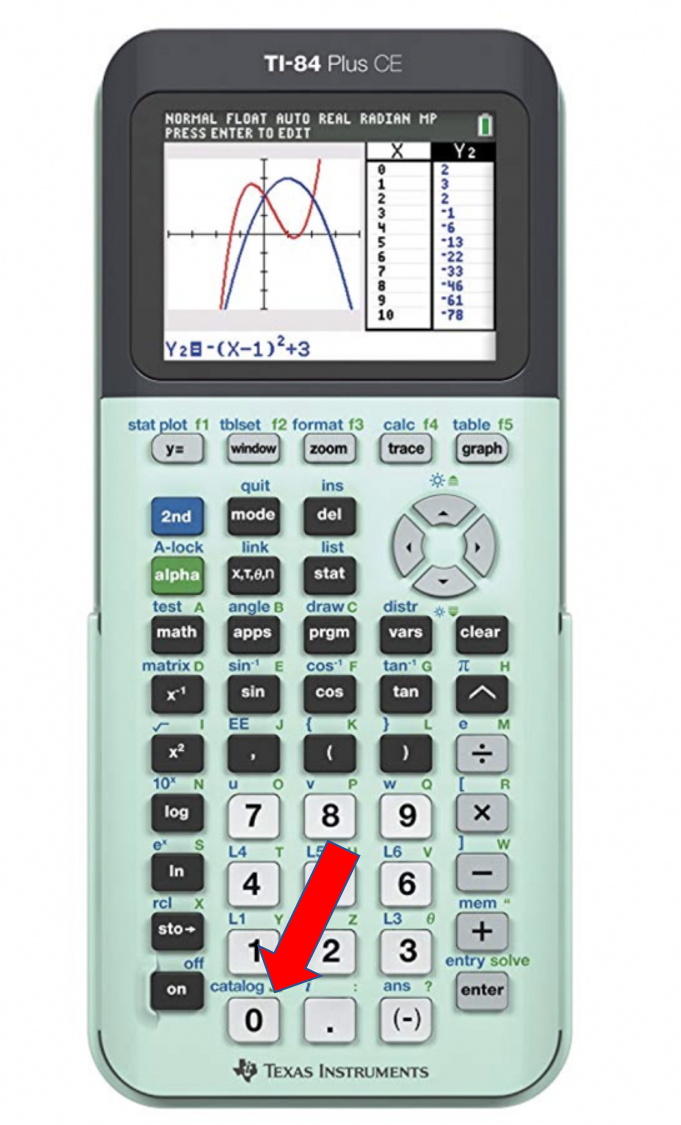 TI-84 Plus CE
NORMAL FLOAT AUTO REAL RADIAN MP
PRESS ENTER TO EDIT
X Y2
0 2
1 3
2 2
3 -1
4 -6
5 -13
6 -22
7 -33
8 -46
9 -61
10 -78
Y2=-(X-1)²+3
stat plot f1 tblset f2 format f3 calc f4 table f5
y= window zoom trace graph
quit ins
2nd mode del
A-lock link list
alpha X,T,θ,n stat
test A angle B draw C distr
math apps prgm vars clear
matrix D sin⁻¹ E cos⁻¹ F tan⁻¹ G π H
x⁻¹ sin cos tan ^
√ I EE J { K } L e M
x² , ( ) ÷
10ˣ N u O v P w Q [ R
log 7 8 9 ×
eˣ S L4 T L6 V ] W
ln 4 6 −
rcl X L1 Y Z L3 θ mem "
sto→ 1 2 3 +
off catalog i : ans ? entry solve
on 0 . (-) enter
TEXAS INSTRUMENTS